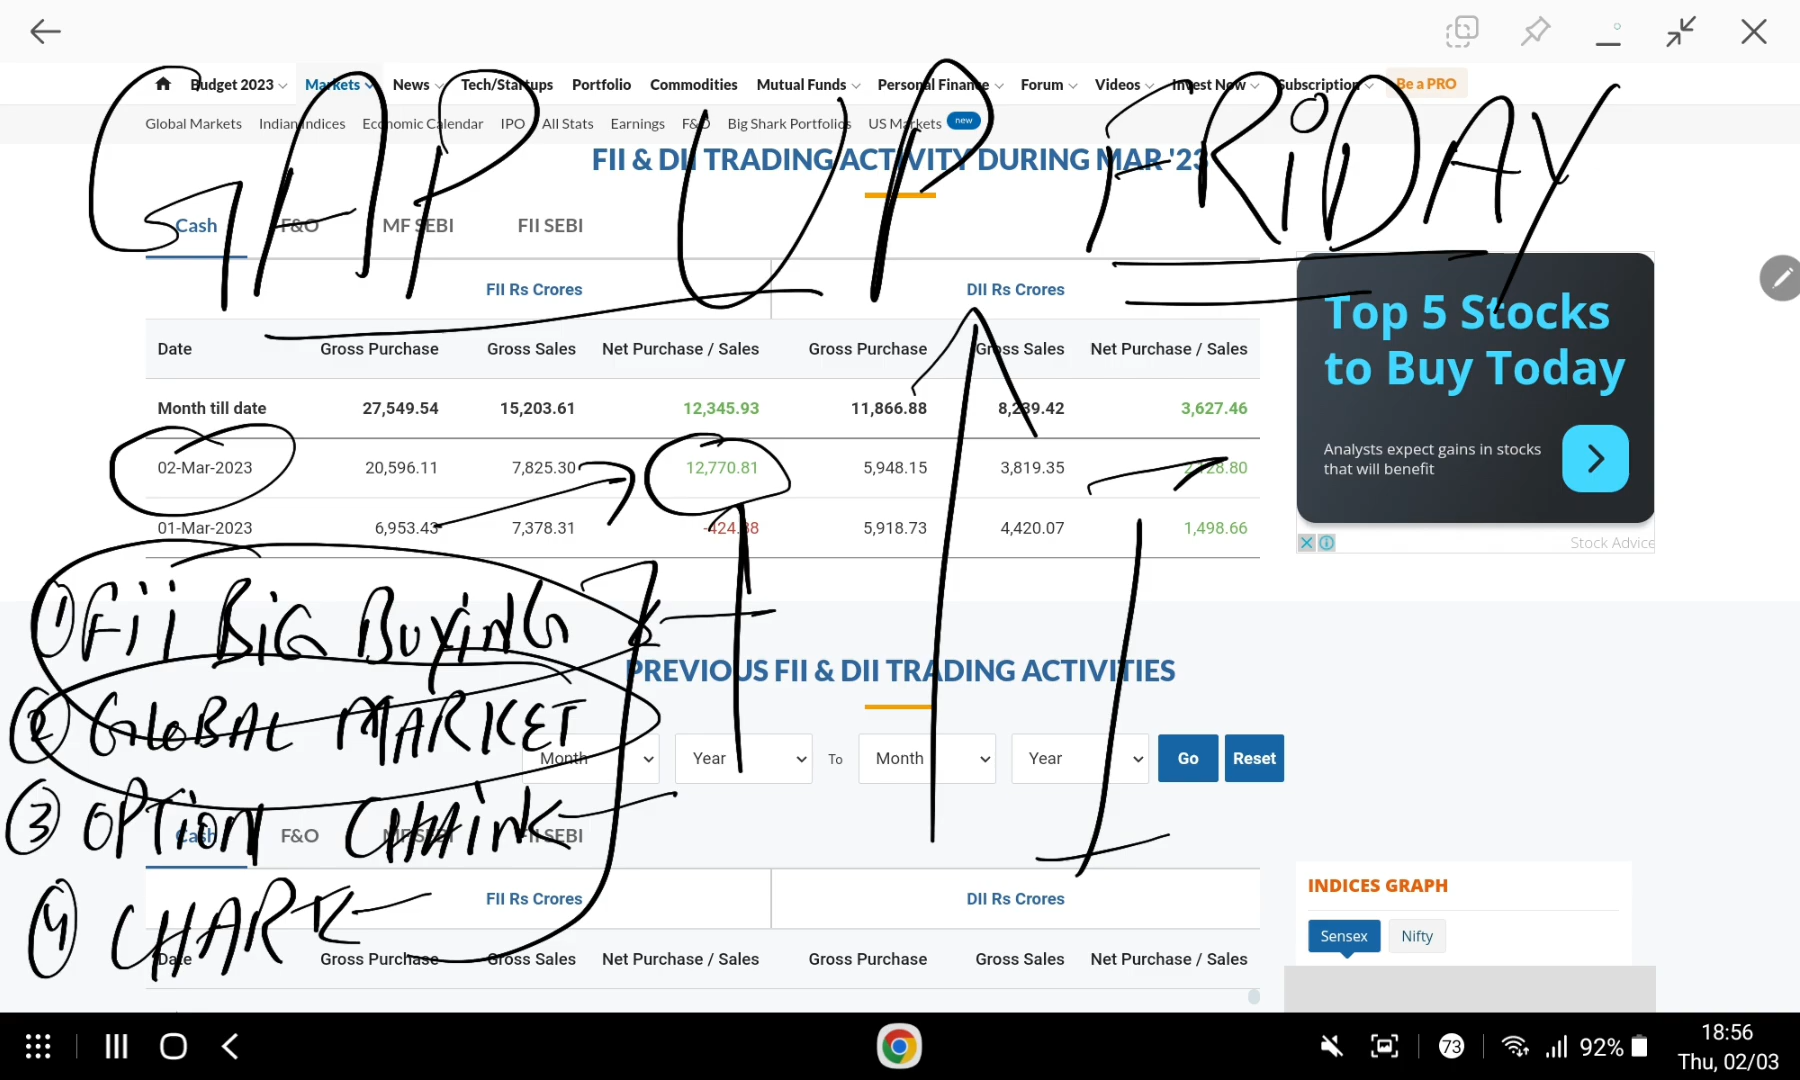 Budget 2023 Markets News Tech/Startups Portfolio Commodities Mutual Funds Personal Finance Forum Videos Invest Now Subscription Be a PRO
Global Markets Indian Indices Economic Calendar IPO All Stats Earnings F&O Big Shark Portfolios US Markets new
GAP UP FRiDAY
FII & DII TRADING ACTIVITY DURING MAR '23
Cash F&O MF SEBI FII SEBI
FII Rs Crores DII Rs Crores
Date Gross Purchase Gross Sales Net Purchase / Sales Gross Purchase Gross Sales Net Purchase / Sales
Month till date 27,549.54 15,203.61 12,345.93 11,866.88 8,239.42 3,627.46
02-Mar-2023 20,596.11 7,825.30 12,770.81 5,948.15 3,819.35 2,128.80
01-Mar-2023 6,953.43 7,378.31 -424.88 5,918.73 4,420.07 1,498.66
Top 5 Stocks
to Buy Today
Analysts expect gains in stocks
that will benefit
Stock Advice
① Fii BiG BuyiNG
② GLoBAL MARKET
③ OPTiON CHAiNK
④ CHART
PREVIOUS FII & DII TRADING ACTIVITIES
Month Year To Month Year Go Reset
Cash F&O MF SEBI FII SEBI
FII Rs Crores DII Rs Crores
Date Gross Purchase Gross Sales Net Purchase / Sales Gross Purchase Gross Sales Net Purchase / Sales
INDICES GRAPH
Sensex Nifty
73 92% 18:56
Thu, 02/03